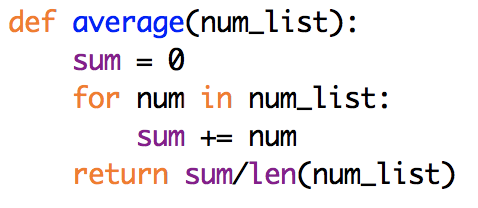 def average(num_list):
    sum = 0
    for num in num_list:
        sum += num
    return sum/len(num_list)